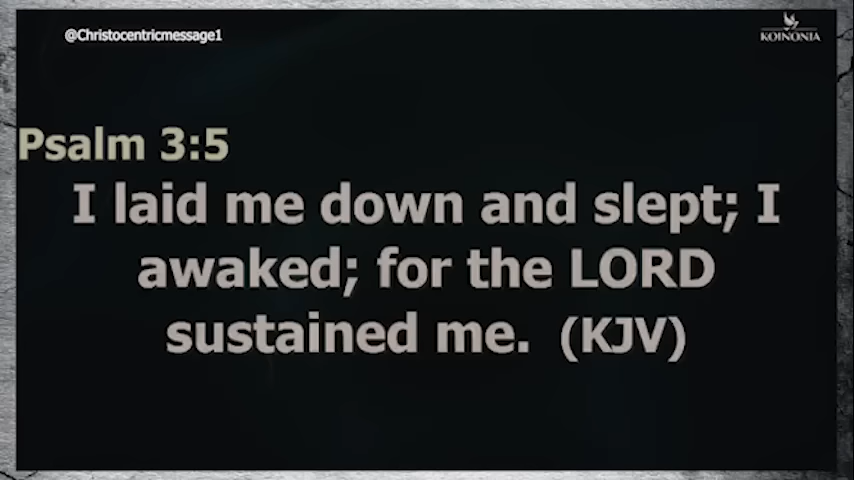 @Christocentricmessage1
KOINONIA
Psalm 3:5
I laid me down and slept; I
awaked; for the LORD
sustained me. (KJV)